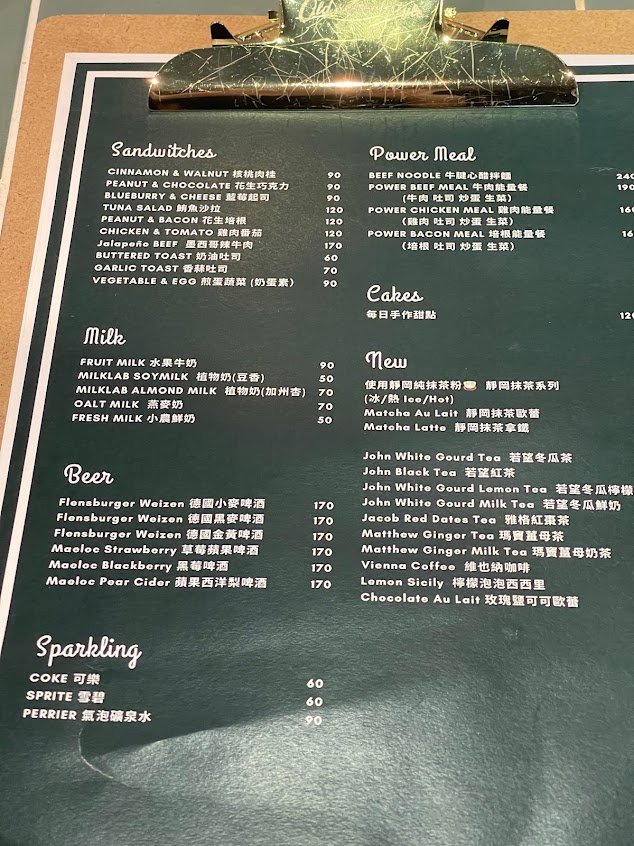 Sandwitches
CINNAMON & WALNUT 核桃肉桂 90
PEANUT & CHOCOLATE 花生巧克力 90
BLUEBURRY & CHEESE 藍莓起司 90
TUNA SALAD 鮪魚沙拉 120
PEANUT & BACON 花生培根 120
CHICKEN & TOMATO 雞肉番茄 120
Jalapeño BEEF 墨西哥辣牛肉 170
BUTTERED TOAST 奶油吐司 60
GARLIC TOAST 香蒜吐司 70
VEGETABLE & EGG 煎蛋蔬菜 (奶蛋素) 90
Milk
FRUIT MILK 水果牛奶 90
MILKLAB SOYMILK 植物奶(豆香) 50
MILKLAB ALMOND MILK 植物奶(加州杏) 70
OALT MILK 燕麥奶 70
FRESH MILK 小農鮮奶 50
Beer
Flensburger Weizen 德國小麥啤酒 170
Flensburger Weizen 德國黑麥啤酒 170
Flensburger Weizen 德國金黃啤酒 170
Maeloc Strawberry 草莓蘋果啤酒 170
Maeloc Blackberry 黑莓啤酒 170
Maeloc Pear Cider 蘋果西洋梨啤酒 170
Sparkling
COKE 可樂 60
SPRITE 雪碧 60
PERRIER 氣泡礦泉水 90
Power Meal
BEEF NOODLE 牛腱心醋拌麵 240
POWER BEEF MEAL 牛肉能量餐 190
(牛肉 吐司 炒蛋 生菜)
POWER CHICKEN MEAL 雞肉能量餐 160
(雞肉 吐司 炒蛋 生菜)
POWER BACON MEAL 培根能量餐 16
(培根 吐司 炒蛋 生菜)
Cakes
每日手作甜點 120
New
使用靜岡純抹茶粉🍵 靜岡抹茶系列
(冰/熱 Ice/Hot)
Matcha Au Lait 靜岡抹茶歐蕾
Matcha Latte 靜岡抹茶拿鐵
John White Gourd Tea 若望冬瓜茶
John Black Tea 若望紅茶
John White Gourd Lemon Tea 若望冬瓜檸檬
John White Gourd Milk Tea 若望冬瓜鮮奶
Jacob Red Dates Tea 雅格紅棗茶
Matthew Ginger Tea 瑪竇薑母茶
Matthew Ginger Milk Tea 瑪竇薑母奶茶
Vienna Coffee 維也納咖啡
Lemon Sicily 檸檬泡泡西西里
Chocolate Au Lait 玫瑰鹽可可歐蕾